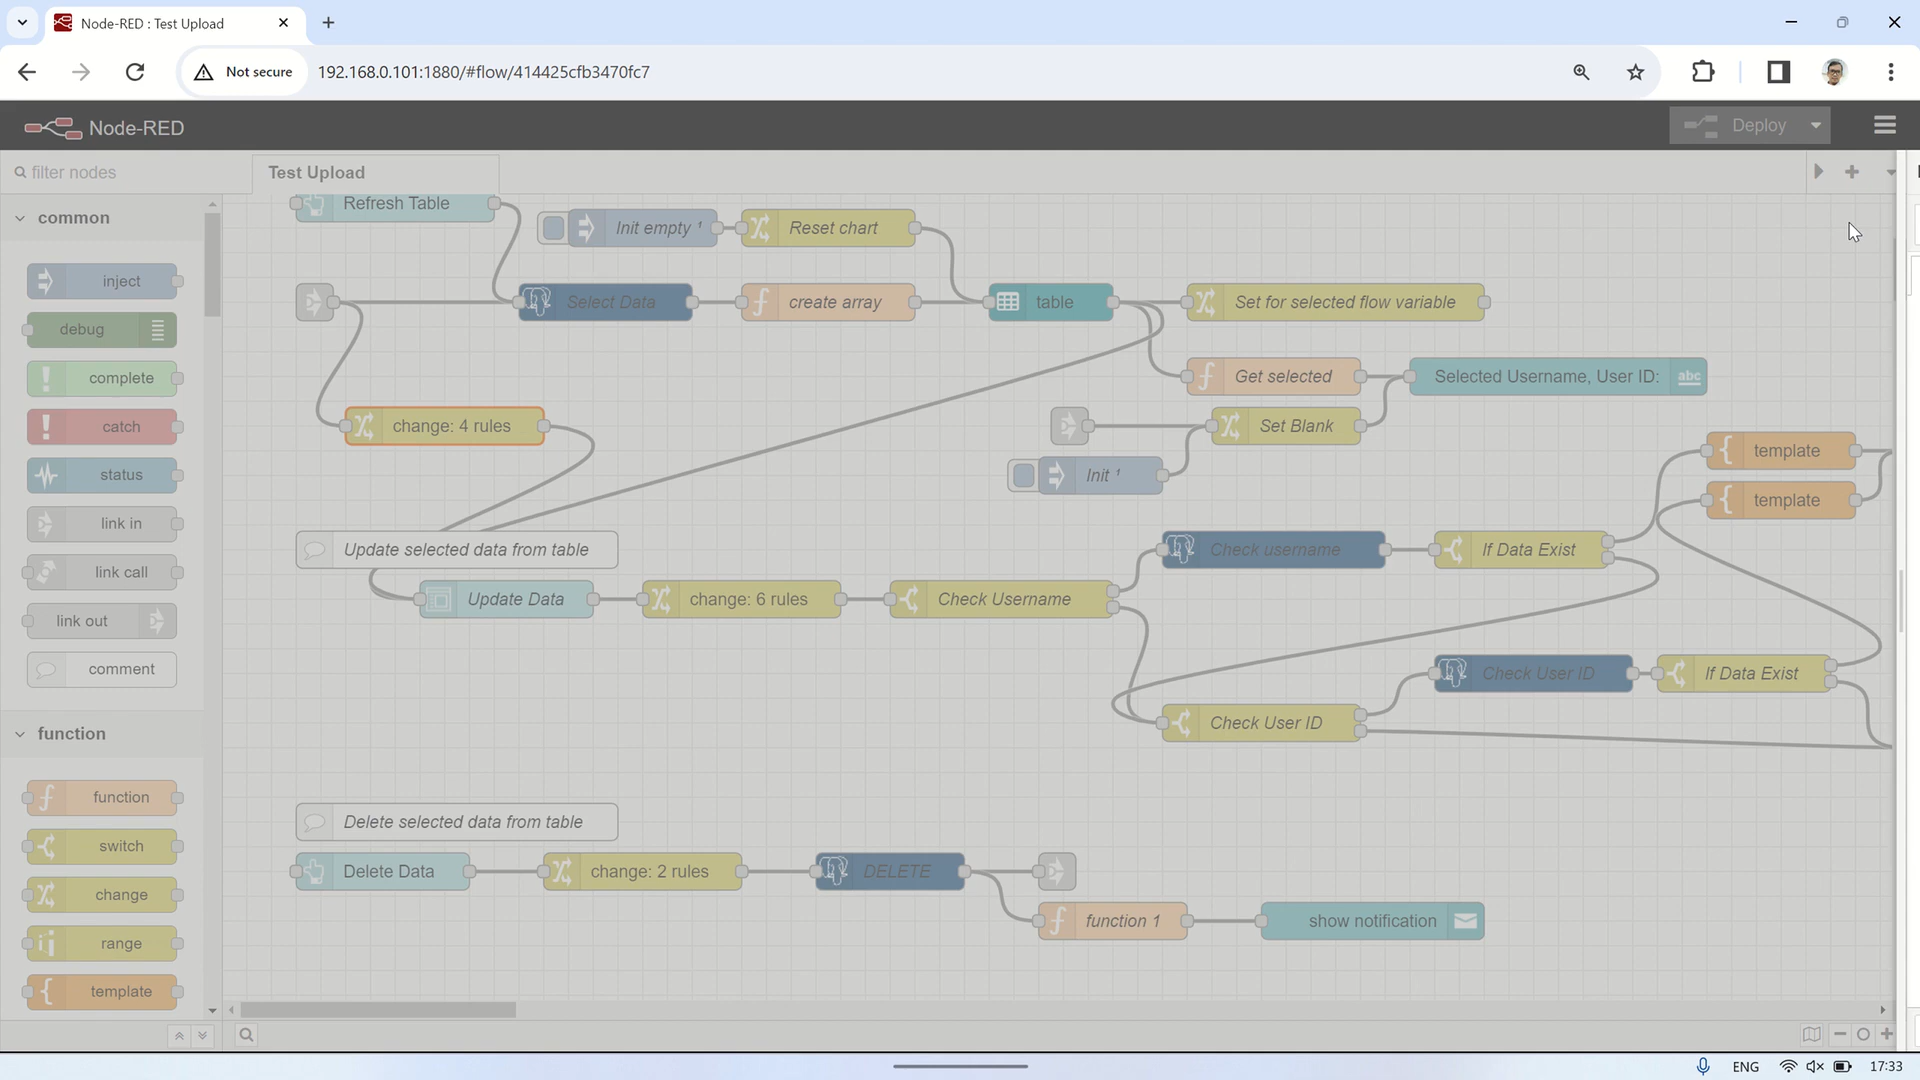 Node-RED : Test Upload
Not secure
192.168.0.101:1880/#flow/414425cfb3470fc7
Node-RED
Deploy
filter nodes
Test Upload
common
inject
debug
complete
catch
status
link in
link call
link out
comment
function
function
switch
change
range
template
Refresh Table
Init empty ¹
Reset chart
Select Data
create array
table
Set for selected flow variable
Get selected
Selected Username, User ID:
abc
change: 4 rules
Set Blank
Init ¹
template
template
Update selected data from table
Check username
If Data Exist
Update Data
change: 6 rules
Check Username
Check User ID
If Data Exist
Check User ID
Delete selected data from table
Delete Data
change: 2 rules
DELETE
function 1
show notification
ENG
17:33